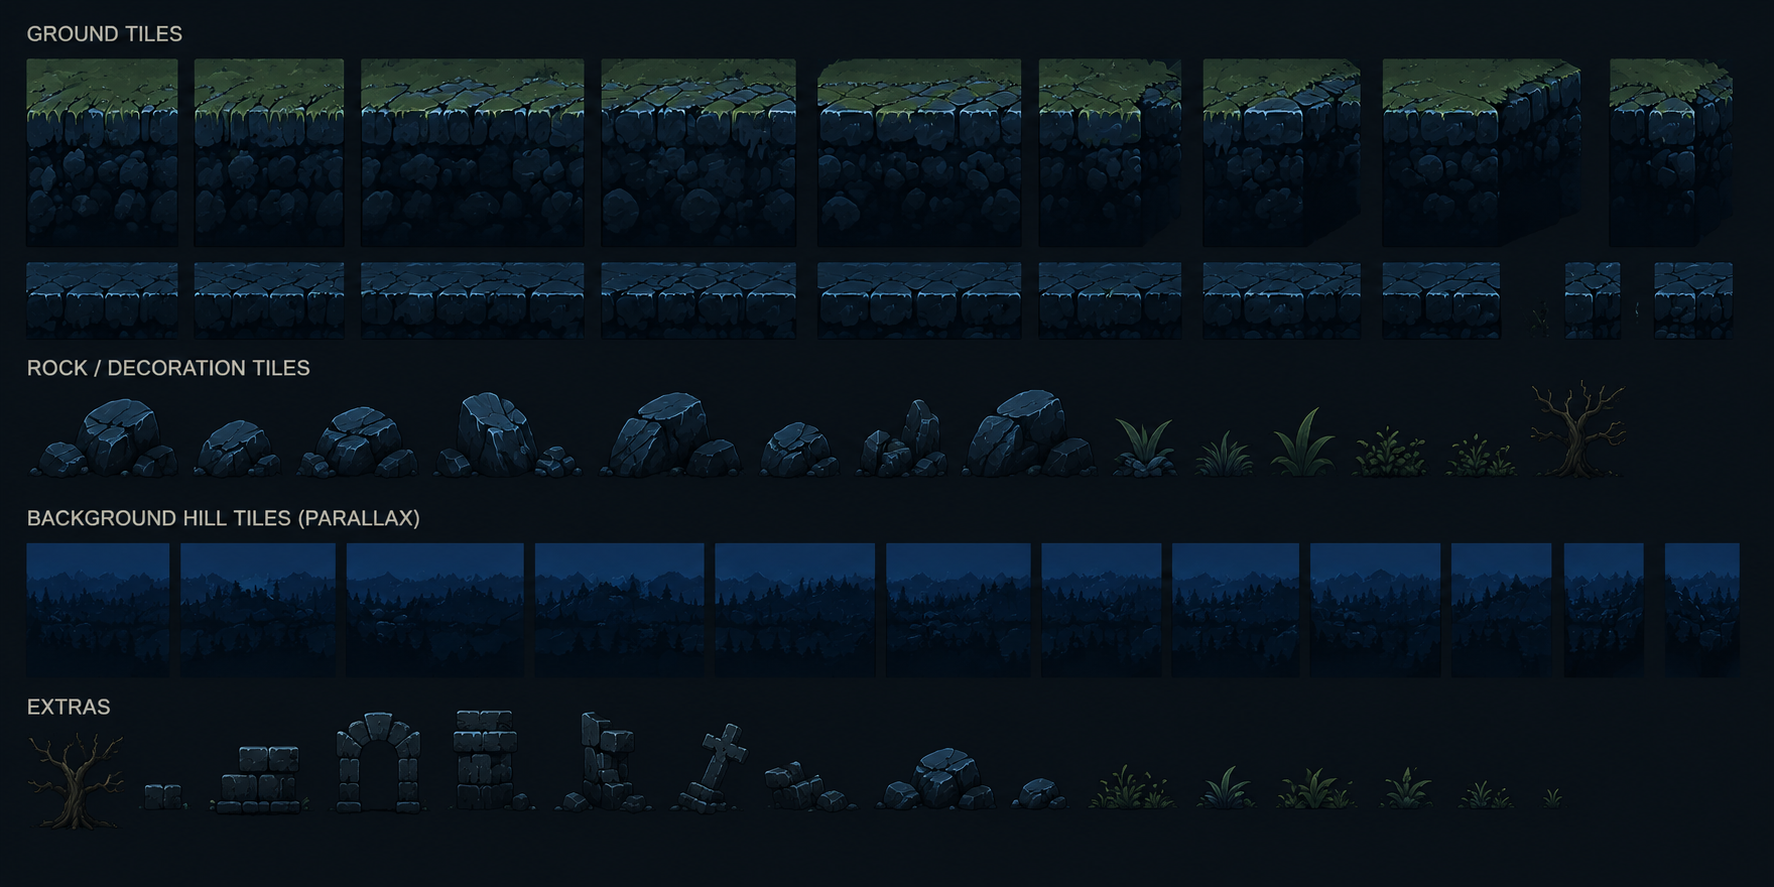 GROUND TILES
ROCK / DECORATION TILES
BACKGROUND HILL TILES (PARALLAX)
EXTRAS